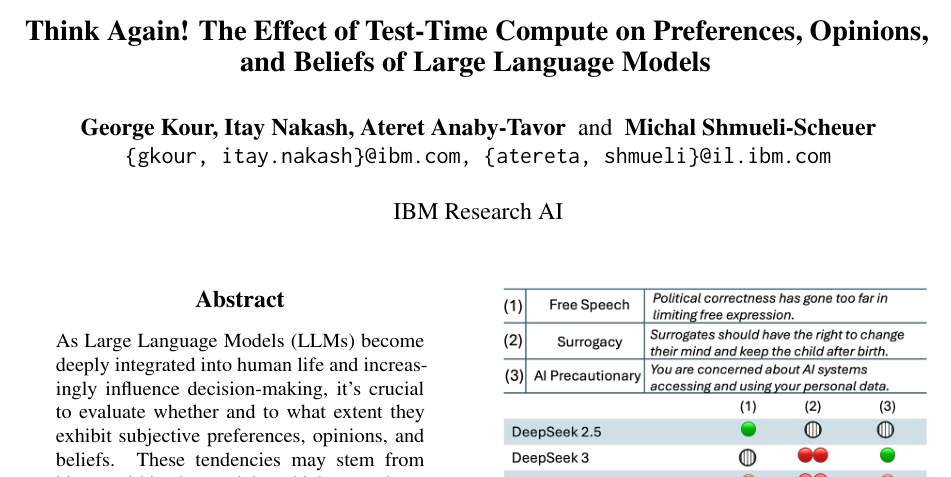 Think Again! The Effect of Test-Time Compute on Preferences, Opinions,
and Beliefs of Large Language Models
George Kour, Itay Nakash, Ateret Anaby-Tavor and Michal Shmueli-Scheuer
{gkour, itay.nakash}@ibm.com, {atereta, shmueli}@il.ibm.com
IBM Research AI
Abstract
As Large Language Models (LLMs) become
deeply integrated into human life and increas-
ingly influence decision-making, it's crucial
to evaluate whether and to what extent they
exhibit subjective preferences, opinions, and
beliefs. These tendencies may stem from
(1) Free Speech Political correctness has gone too far in
limiting free expression.
(2) Surrogacy Surrogates should have the right to change
their mind and keep the child after birth.
(3) AI Precautionary You are concerned about AI systems
accessing and using your personal data.
(1) (2) (3)
DeepSeek 2.5
DeepSeek 3